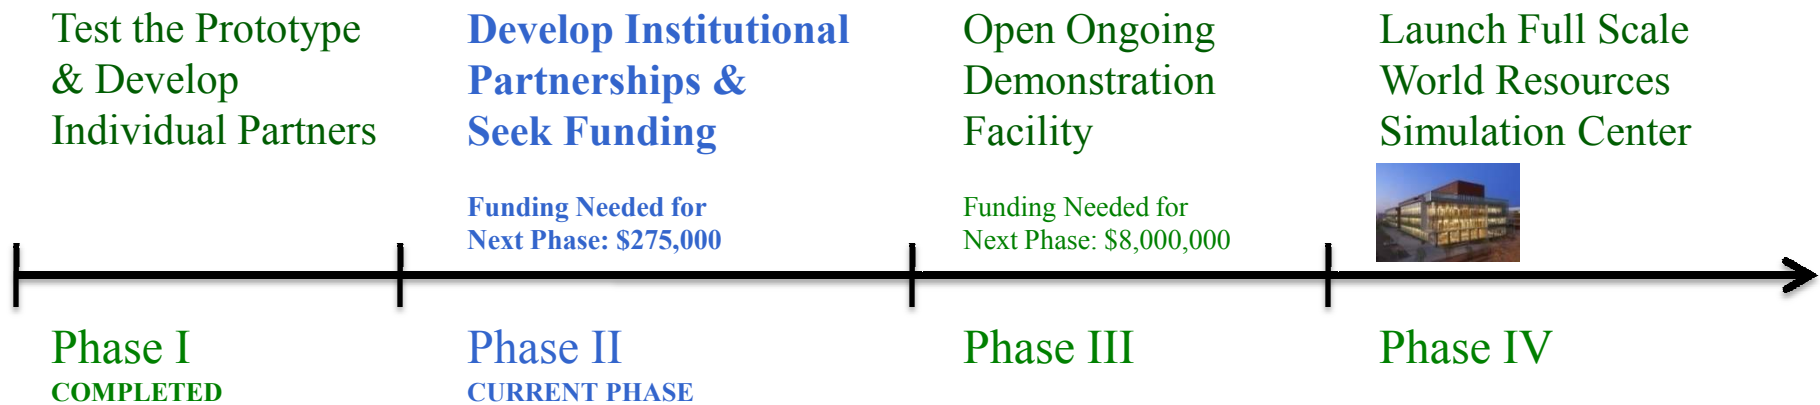 Test the Prototype
& Develop
Individual Partners
Develop Institutional
Partnerships &
Seek Funding
Funding Needed for
Next Phase: $275,000
Open Ongoing
Demonstration
Facility
Funding Needed for
Next Phase: $8,000,000
Launch Full Scale
World Resources
Simulation Center
Phase I
COMPLETED
Phase II
CURRENT PHASE
Phase III
Phase IV